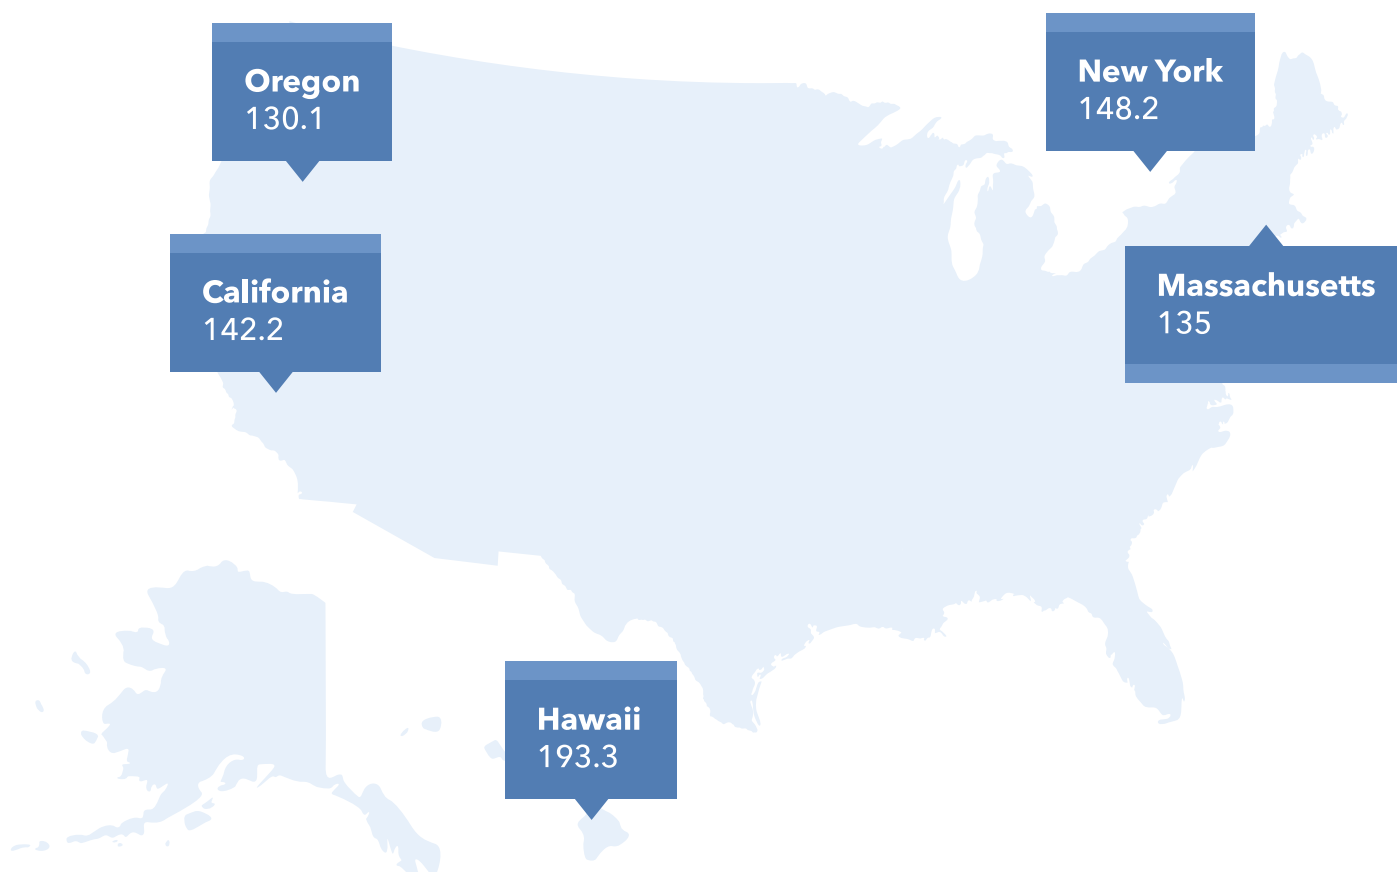 Oregon
130.1
New York
148.2
California
142.2
Massachusetts
135
Hawaii
193.3